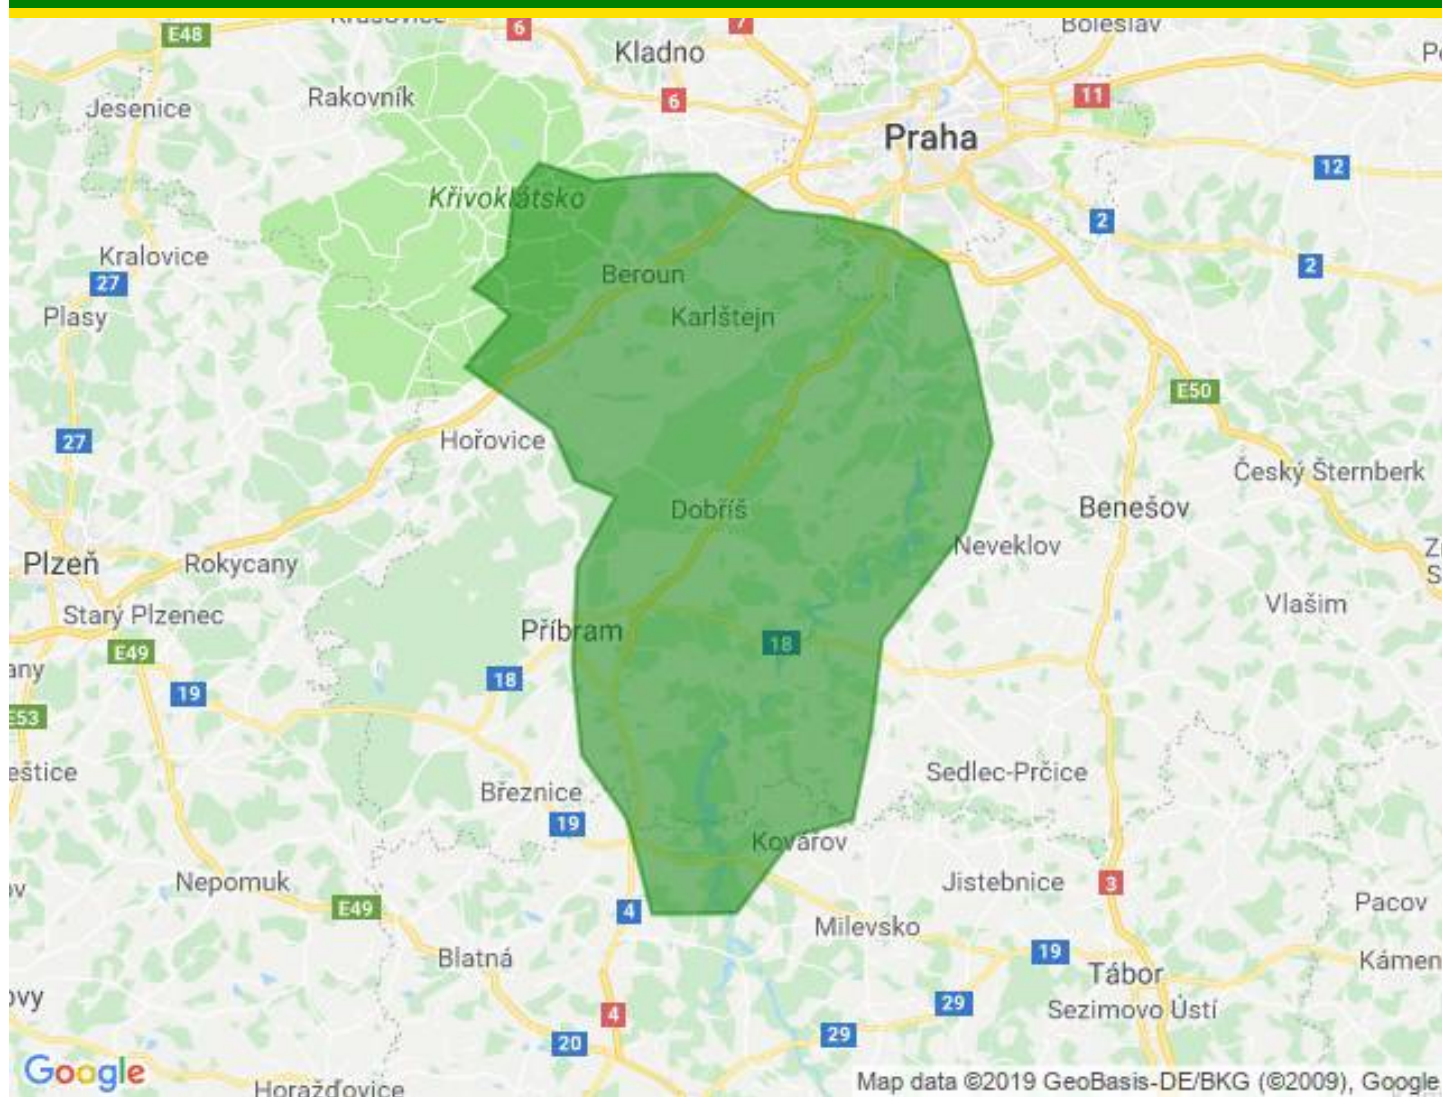 E48
6
7
Boleslav
Kladno
Jesenice
Rakovník
6
11
Praha
12
Křivoklátsko
2
Kralovice
27
Beroun
2
Plasy
Karlštejn
E50
27
Hořovice
Český Šternberk
Dobříš
Benešov
Plzeň
Rokycany
Neveklov
Starý Plzenec
Vlašim
E49
Příbram
18
any
18
19
E53
eštice
Sedlec-Prčice
Březnice
19
Kovářov
Nepomuk
Jistebnice
3
E49
4
Pacov
Milevsko
Blatná
19
Tábor
Kámen
ovy
29
Sezimovo Ústí
4
29
20
Google
Horažďovice
Map data ©2019 GeoBasis-DE/BKG (©2009), Google